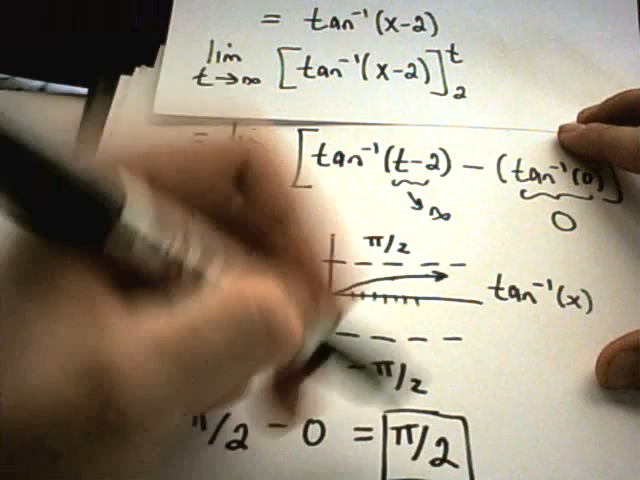 = tan⁻¹(x-2)
lim t→∞ [tan⁻¹(x-2)]₂ᵗ
= [tan⁻¹(t-2) - (tan⁻¹(0)]
↘∞ 0
π/2
tan⁻¹(x)
-π/2
π/2 - 0 = π/2